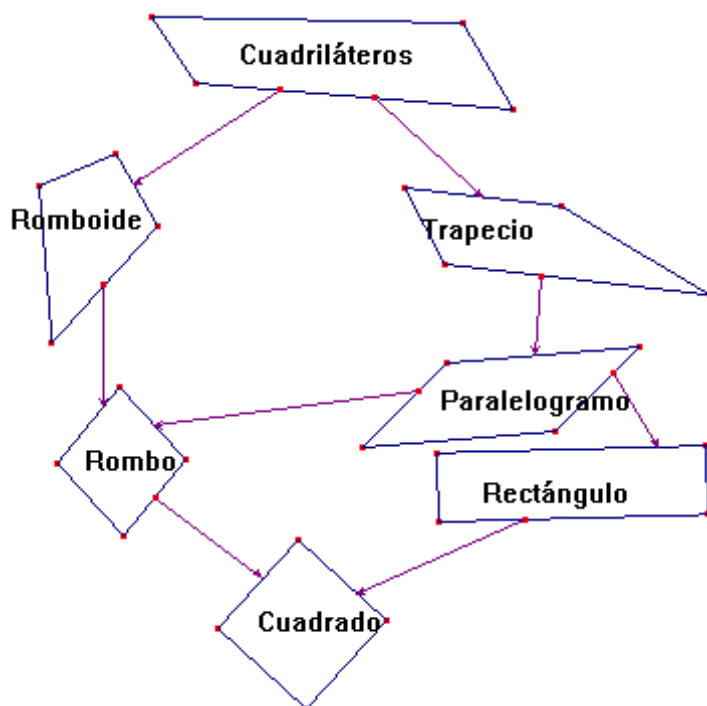 Cuadriláteros
Romboide
Trapecio
Paralelogramo
Rombo
Rectángulo
Cuadrado